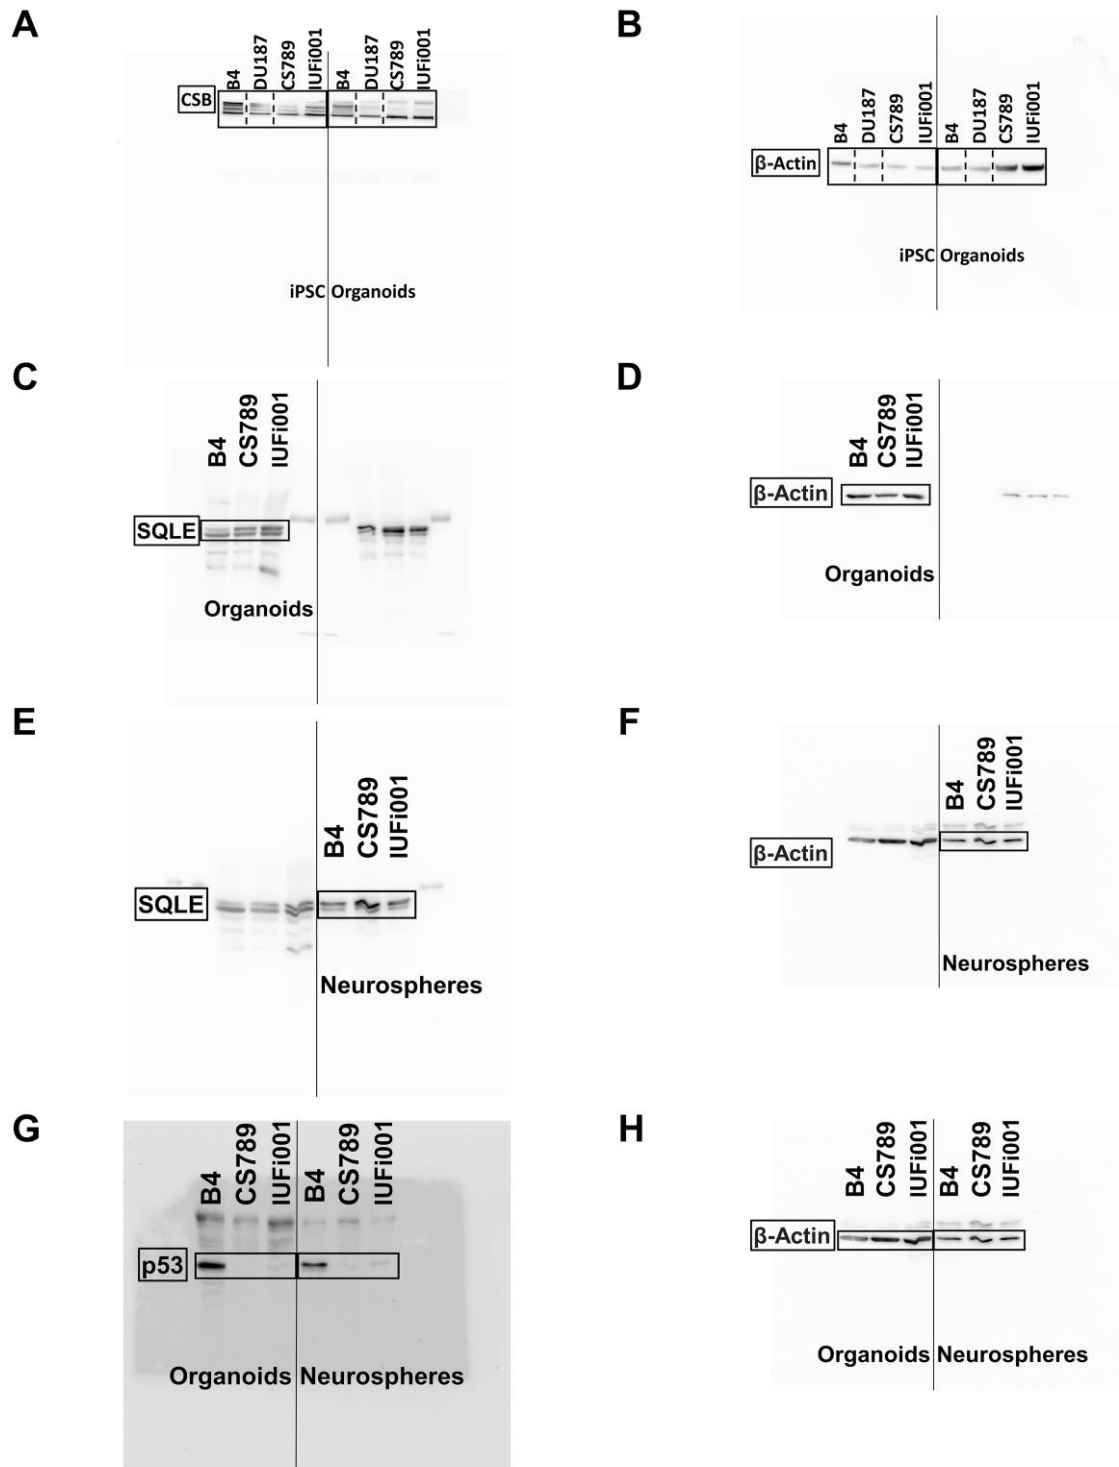 A
B4 DU187 CS789 IUFi001 B4 DU187 CS789 IUFi001
CSB
iPSC Organoids
B
B4 DU187 CS789 IUFi001 B4 DU187 CS789 IUFi001
β-Actin
iPSC Organoids
C
B4 CS789 IUFi001
SQLE
Organoids
D
B4 CS789 IUFi001
β-Actin
Organoids
E
B4 CS789 IUFi001
SQLE
Neurospheres
F
B4 CS789 IUFi001
β-Actin
Neurospheres
G
B4 CS789 IUFi001 B4 CS789 IUFi001
p53
Organoids Neurospheres
H
B4 CS789 IUFi001 B4 CS789 IUFi001
β-Actin
Organoids Neurospheres